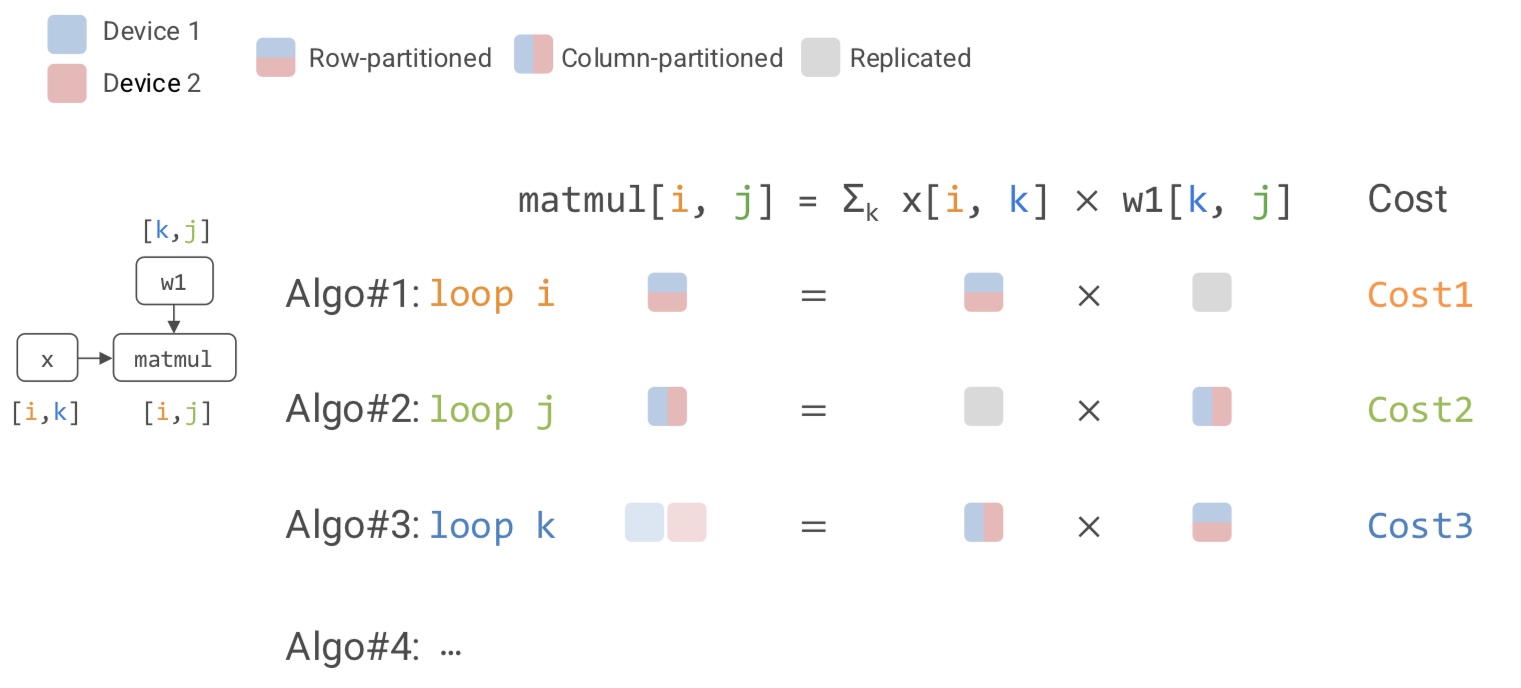 Device 1
Device 2
Row-partitioned
Column-partitioned
Replicated
matmul[i, j] = Σk x[i, k] × w1[k, j]
Cost
[k,j]
w1
x
matmul
[i,k]
[i,j]
Algo#1: loop i = × Cost1
Algo#2: loop j = × Cost2
Algo#3: loop k = × Cost3
Algo#4: ...